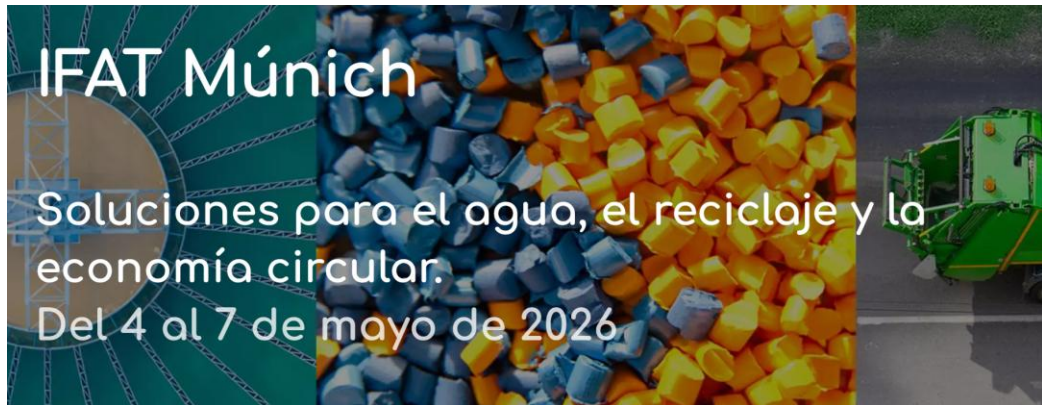 IFAT Múnich
Soluciones para el agua, el reciclaje y la
economía circular.
Del 4 al 7 de mayo de 2026